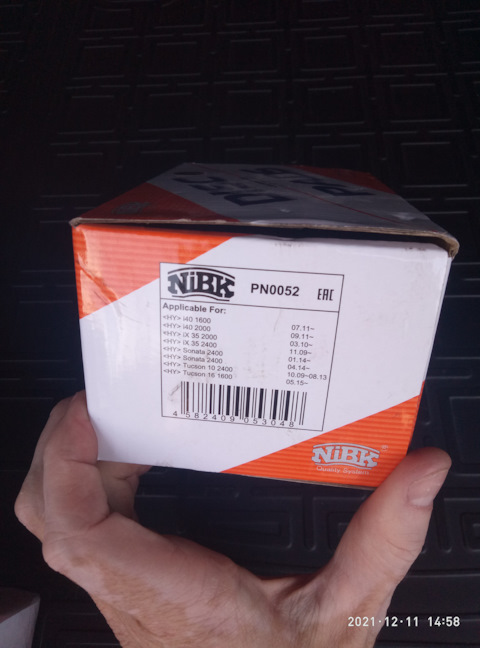 DISC
NiBK PN0052 EAC
Applicable For:
<HY> i40 1600 07.11~
<HY> i40 2000 09.11~
<HY> iX 35 2000 03.10~
<HY> iX 35 2400 11.09~
<HY> Sonata 2400 01.14~
<HY> Sonata 2400 04.14~
<HY> Tucson 10 2400 10.09~08.13
<HY> Tucson 16 1600 05.15~
4 582409 053048
NiBK
Quality System
2021·12·11 14:58